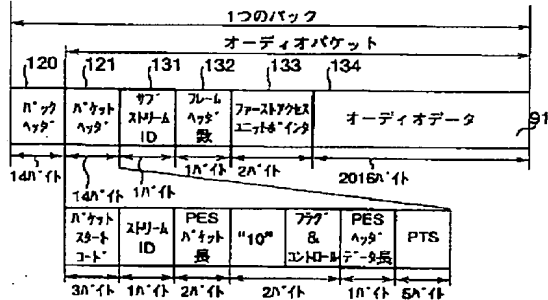 1つのパック
オーディオパケット
120 121 131 132 133 134
パックヘッダ
パケットヘッダ
サブストリームID
フレームヘッダ数
ファーストアクセスユニットポインタ
オーディオデータ
91
14バイト 14バイト 1バイト 1バイト 2バイト 2016バイト
パケットスタートコード
ストリームID
PESパケット長
“10”
フラグ&コントロール
PESヘッダデータ長
PTS
3バイト 1バイト 2バイト 2バイト 1バイト 5バイト